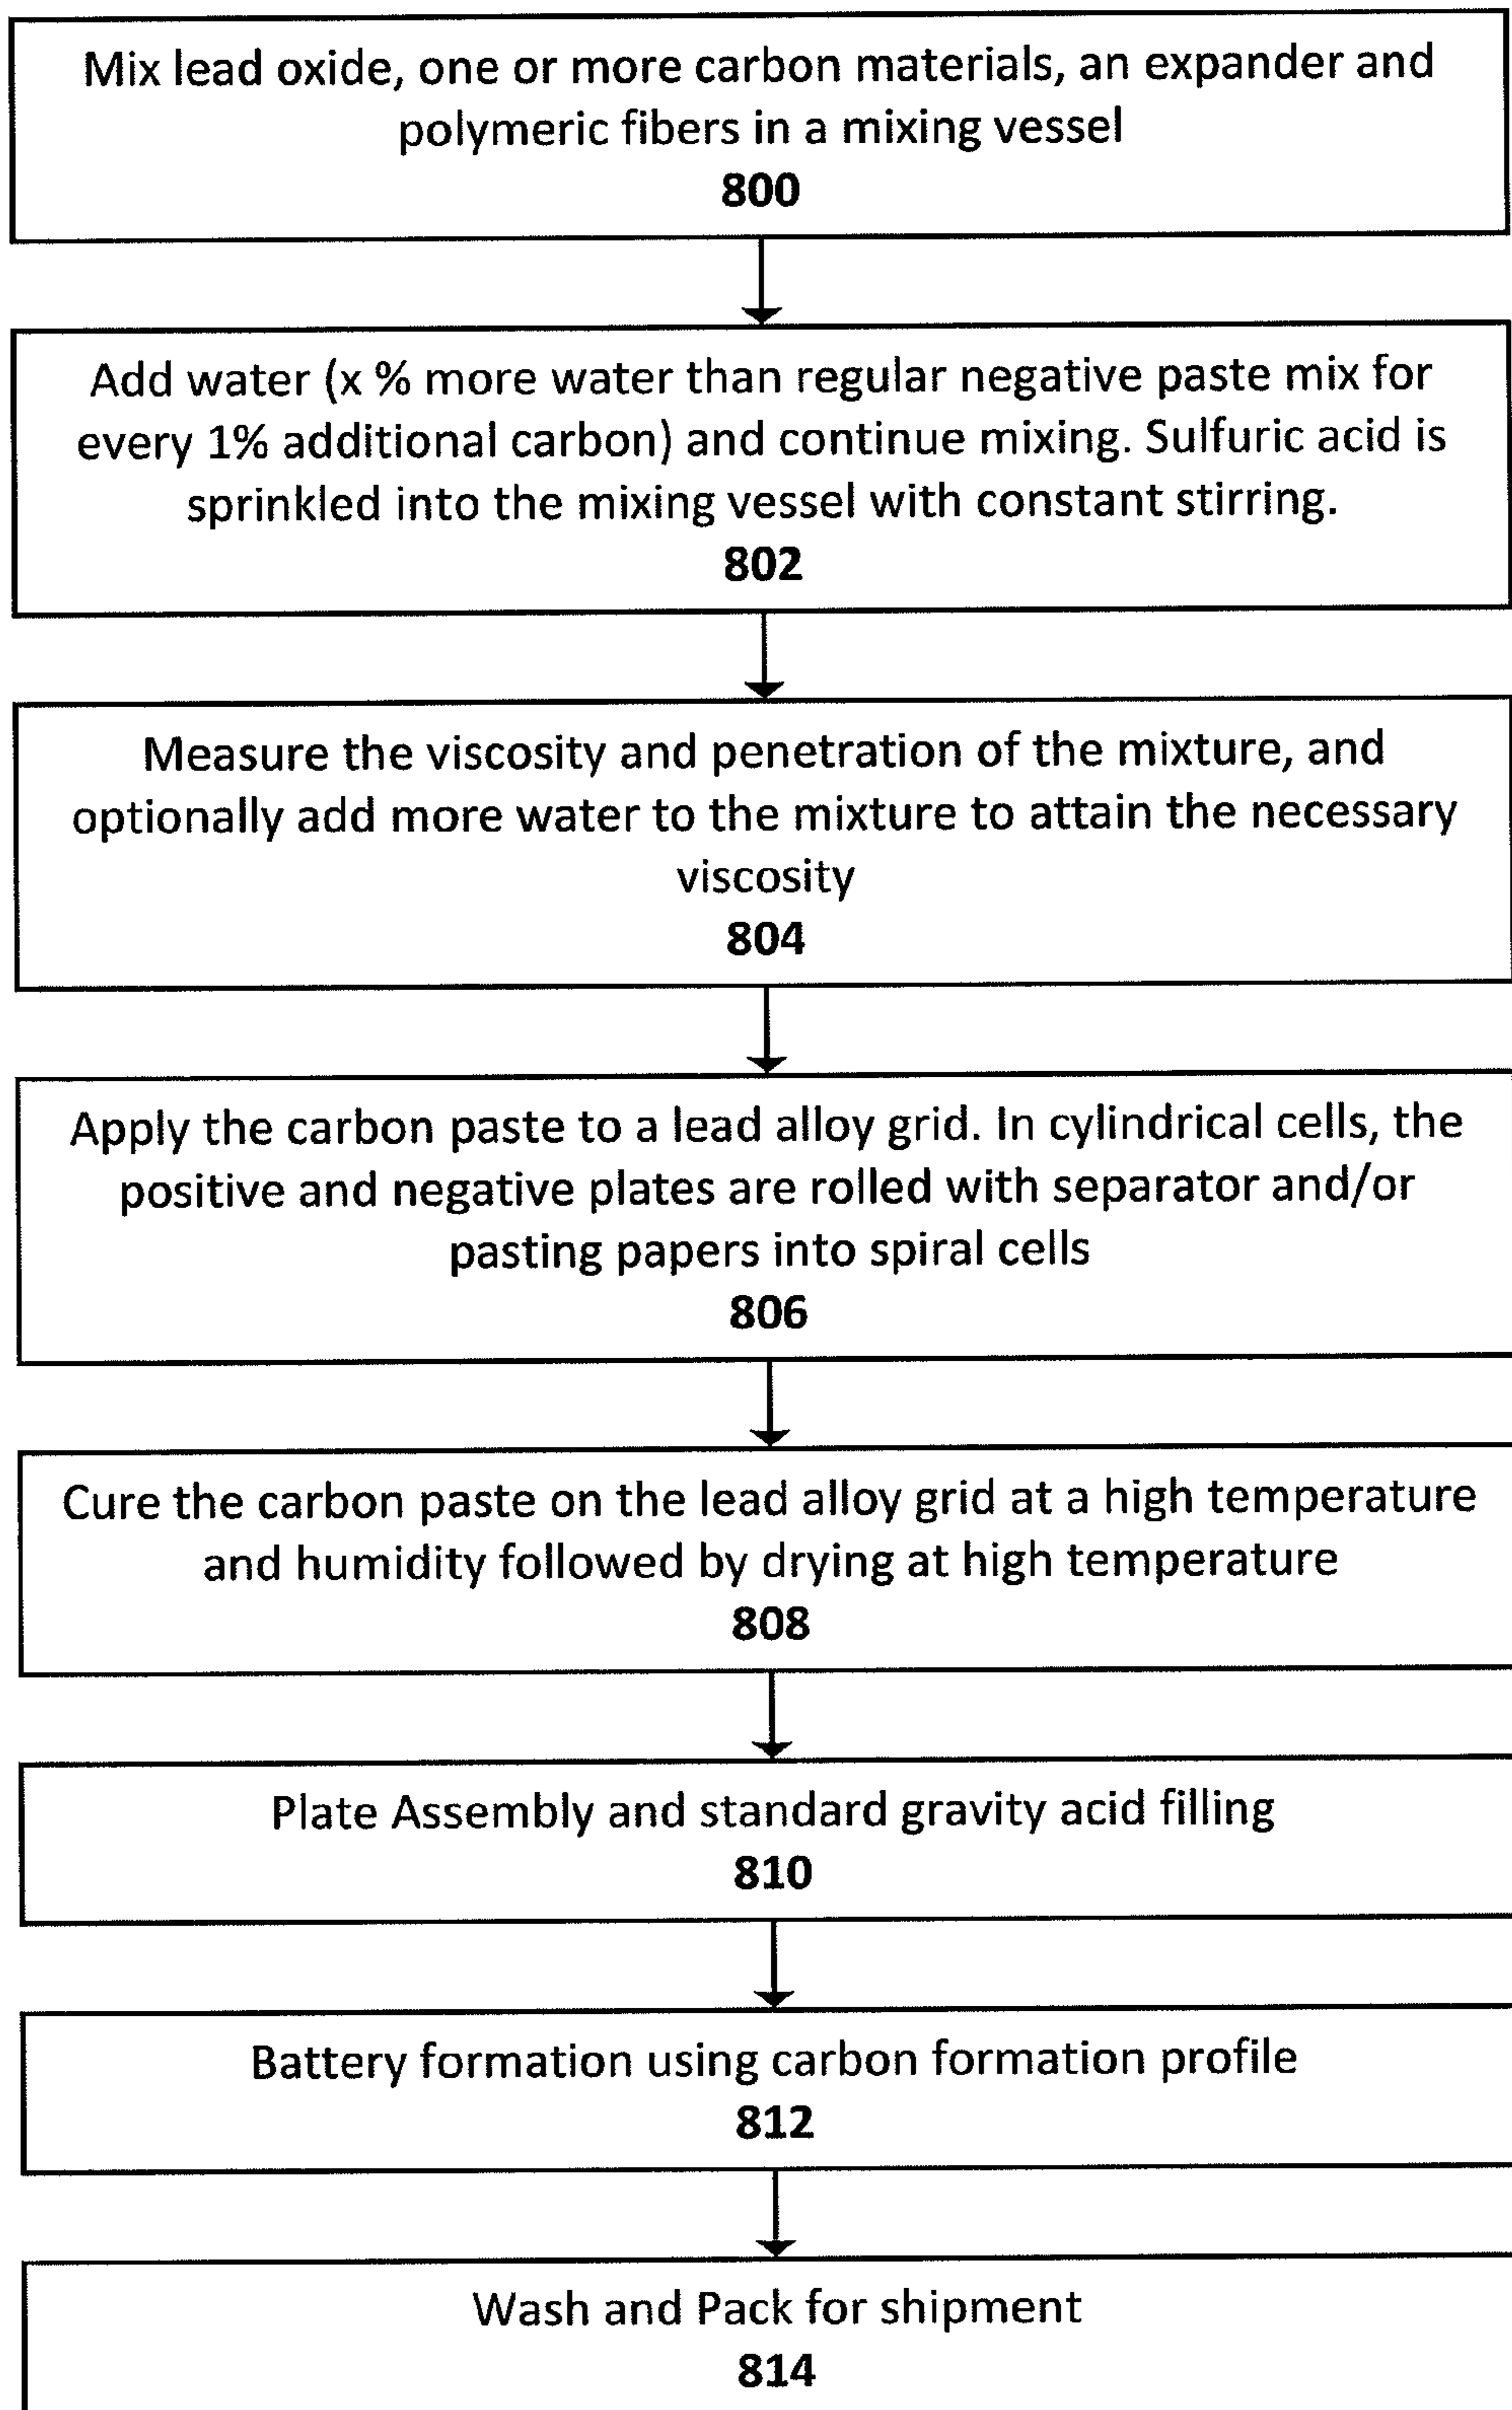 Mix lead oxide, one or more carbon materials, an expander and
polymeric fibers in a mixing vessel
800
Add water (x % more water than regular negative paste mix for
every 1% additional carbon) and continue mixing. Sulfuric acid is
sprinkled into the mixing vessel with constant stirring.
802
Measure the viscosity and penetration of the mixture, and
optionally add more water to the mixture to attain the necessary
viscosity
804
Apply the carbon paste to a lead alloy grid. In cylindrical cells, the
positive and negative plates are rolled with separator and/or
pasting papers into spiral cells
806
Cure the carbon paste on the lead alloy grid at a high temperature
and humidity followed by drying at high temperature
808
Plate Assembly and standard gravity acid filling
810
Battery formation using carbon formation profile
812
Wash and Pack for shipment
814